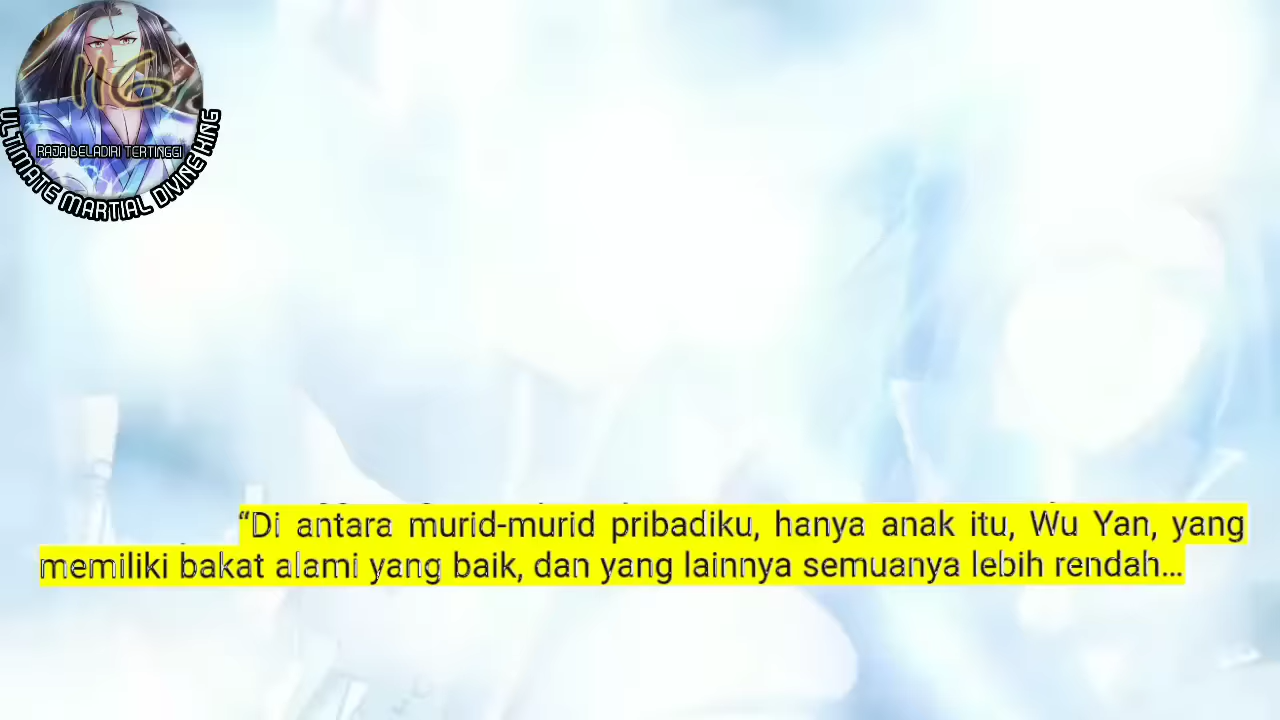 116
RAJA BELADIRI TERTINGGI
ULTIMATE MARTIAL DIVINE KING
“Di antara murid-murid pribadiku, hanya anak itu, Wu Yan, yang
memiliki bakat alami yang baik, dan yang lainnya semuanya lebih rendah...